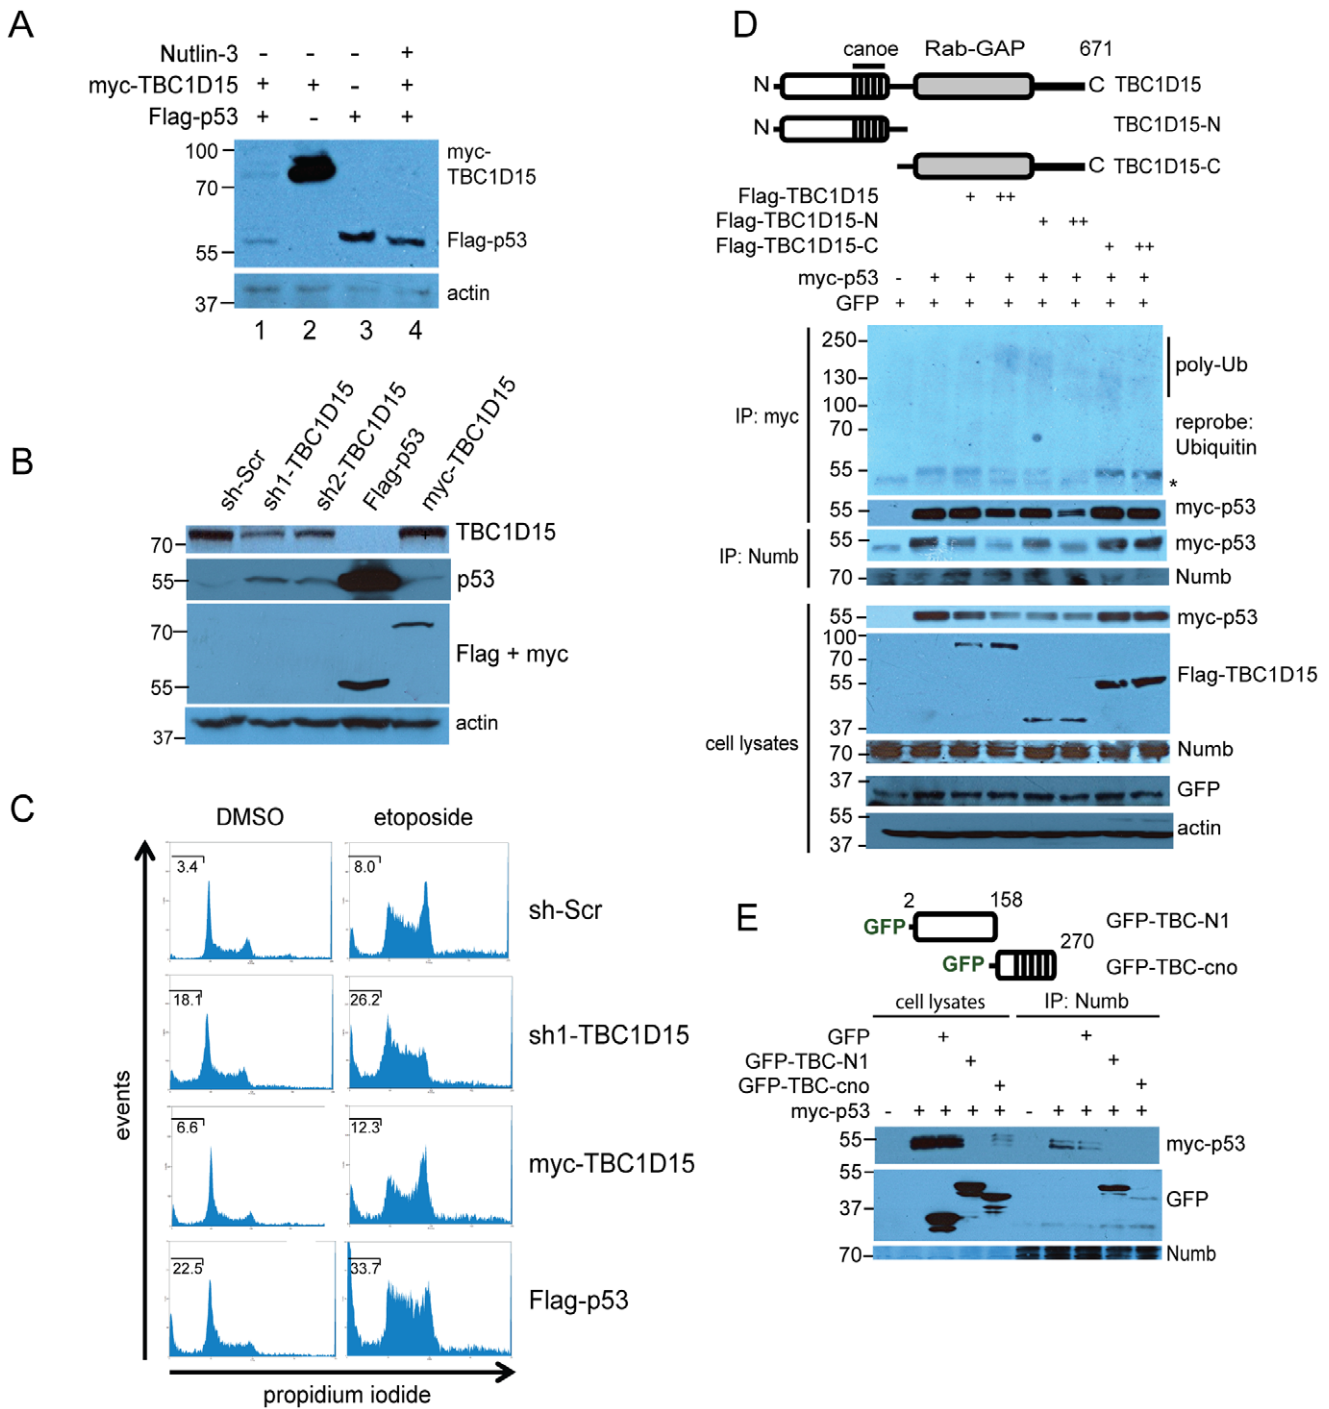 A
Nutlin-3 - - - +
myc-TBC1D15 + + - +
Flag-p53 + - + +
100
70
55
37
myc-
TBC1D15
Flag-p53
actin
1 2 3 4
B
sh-Scr
sh1-TBC1D15
sh2-TBC1D15
Flag-p53
myc-TBC1D15
70
TBC1D15
55
p53
70
55
Flag + myc
37
actin
C
DMSO etoposide
3.4 8.0
sh-Scr
18.1 26.2
sh1-TBC1D15
6.6 12.3
myc-TBC1D15
22.5 33.7
Flag-p53
events
propidium iodide
D
canoe Rab-GAP 671
N C TBC1D15
N TBC1D15-N
C TBC1D15-C
Flag-TBC1D15 + ++
Flag-TBC1D15-N + ++
Flag-TBC1D15-C + ++
myc-p53 - + + + + + + +
GFP + + + + + + + +
IP: myc
250
130
100
70
55
poly-Ub
reprobe:
Ubiquitin
*
55 myc-p53
IP: Numb
55 myc-p53
70 Numb
cell lysates
55 myc-p53
100
70
55
37
Flag-TBC1D15
70 Numb
37 GFP
55
37
actin
E
2 158
GFP GFP-TBC-N1
270
GFP GFP-TBC-cno
cell lysates IP: Numb
GFP + +
GFP-TBC-N1 + +
GFP-TBC-cno + +
myc-p53 - + + + + - + + + +
55 myc-p53
55
37
GFP
70 Numb